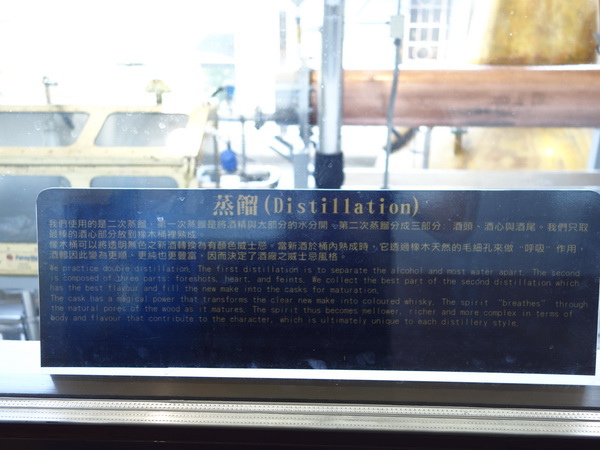 蒸餾(Distillation)
我們使用的是二次蒸餾，第一次蒸餾是將酒精與大部分的水分開，第二次蒸餾分成三部分：酒頭，酒心與酒尾。我們只取
最棒的酒心部分放到橡木桶裡熟成。
橡木桶可以將透明無色之新酒轉換為有顏色威士忌。當新酒於桶內熟成時，它透過橡木天然的毛細孔來做"呼吸"作用，
酒體因此變為更順、更純也更豐富，因而決定了酒廠之威士忌風格。
We practice double distillation. The first distillation is to separate the alcohol and most water apart. The second
is composed of three parts: foreshots, heart, and feints. We collect the best part of the second distillation which
has the best flavour and fill the new make into the casks for maturation.
The cask has a magical power that transforms the clear new make into coloured whisky. The spirit "breathes" through
the natural pores of the wood as it matures. The spirit thus becomes mellower, richer and more complex in terms of
body and flavour that contribute to the character, which is ultimately unique to each distillery style.